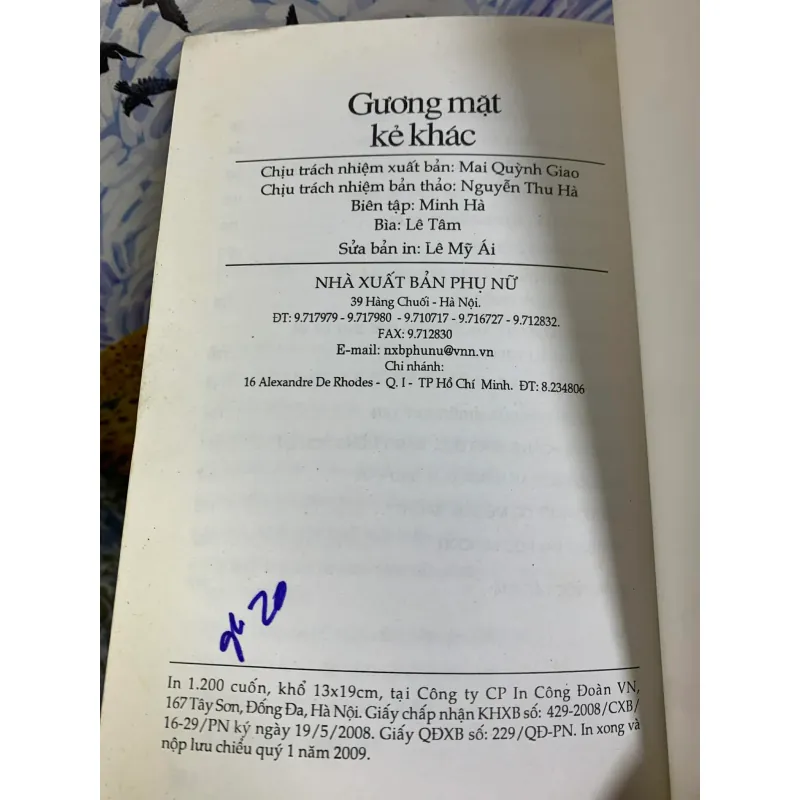 Gương mặt
kẻ khác
Chịu trách nhiệm xuất bản: Mai Quỳnh Giao
Chịu trách nhiệm bản thảo: Nguyễn Thu Hà
Biên tập: Minh Hà
Bìa: Lê Tâm
Sửa bản in: Lê Mỹ Ái
NHÀ XUẤT BẢN PHỤ NỮ
39 Hàng Chuối - Hà Nội.
ĐT: 9.717979 - 9.717980 - 9.710717 - 9.716727 - 9.712832.
FAX: 9.712830
E-mail: nxbphunu@vnn.vn
Chi nhánh:
16 Alexandre De Rhodes - Q. I - TP Hồ Chí Minh. ĐT: 8.234806
20
In 1.200 cuốn, khổ 13x19cm, tại Công ty CP In Công Đoàn VN,
167 Tây Sơn, Đống Đa, Hà Nội. Giấy chấp nhận KHXB số: 429-2008/CXB/
16-29/PN ký ngày 19/5/2008. Giấy QĐXB số: 229/QĐ-PN. In xong và
nộp lưu chiểu quý 1 năm 2009.